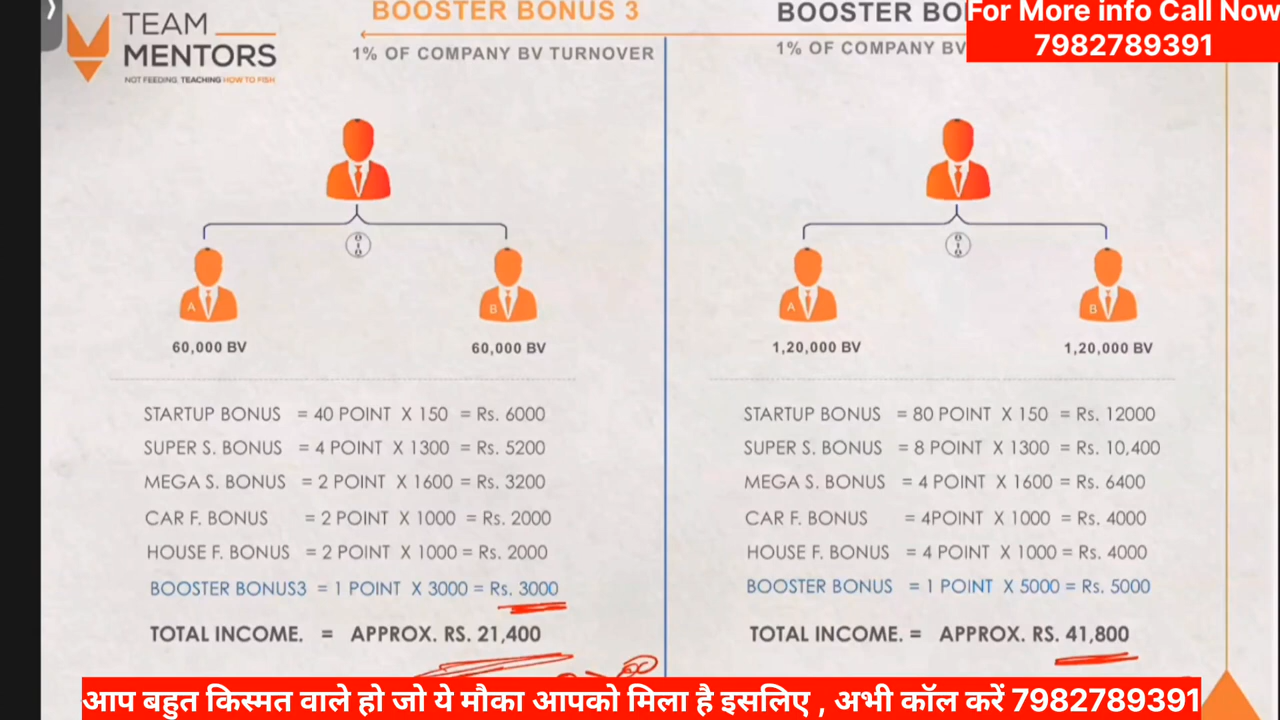 TEAM
MENTORS
NOT FEEDING. TEACHING HOW TO FISH
BOOSTER BONUS 3
1% OF COMPANY BV TURNOVER
A
B
60,000 BV
60,000 BV
STARTUP BONUS = 40 POINT X 150 = Rs. 6000
SUPER S. BONUS = 4 POINT X 1300 = Rs. 5200
MEGA S. BONUS = 2 POINT X 1600 = Rs. 3200
CAR F. BONUS = 2 POINT X 1000 = Rs. 2000
HOUSE F. BONUS = 2 POINT X 1000 = Rs. 2000
BOOSTER BONUS3 = 1 POINT X 3000 = Rs. 3000
TOTAL INCOME. = APPROX. RS. 21,400
BOOSTER BO
1% OF COMPANY BV
For More info Call Now
7982789391
A
B
1,20,000 BV
1,20,000 BV
STARTUP BONUS = 80 POINT X 150 = Rs. 12000
SUPER S. BONUS = 8 POINT X 1300 = Rs. 10,400
MEGA S. BONUS = 4 POINT X 1600 = Rs. 6400
CAR F. BONUS = 4POINT X 1000 = Rs. 4000
HOUSE F. BONUS = 4 POINT X 1000 = Rs. 4000
BOOSTER BONUS = 1 POINT X 5000 = Rs. 5000
TOTAL INCOME. = APPROX. RS. 41,800
आप बहुत किस्मत वाले हो जो ये मौका आपको मिला है इसलिए , अभी कॉल करें 7982789391